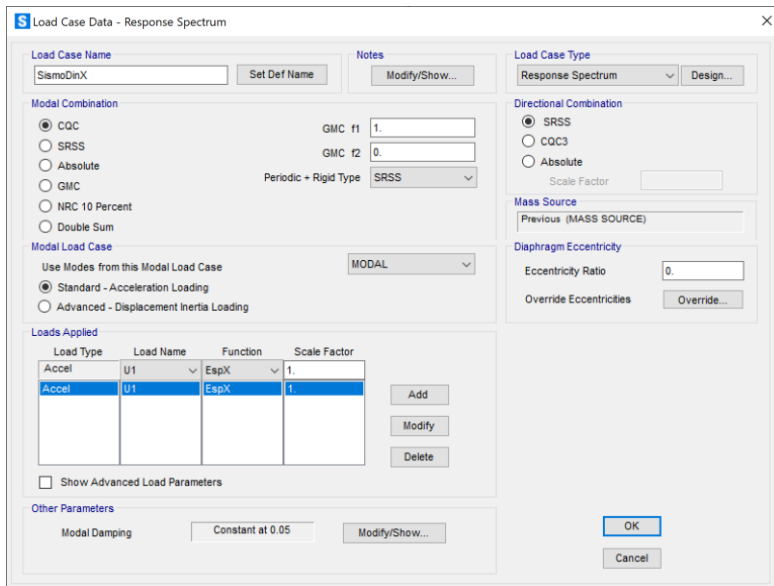 S Load Case Data - Response Spectrum
Load Case Name
SismoDinX
Set Def Name
Notes
Modify/Show...
Load Case Type
Response Spectrum
Design...
Modal Combination
CQC
SRSS
Absolute
GMC
NRC 10 Percent
Double Sum
GMC f1
1.
GMC f2
0.
Periodic + Rigid Type
SRSS
Directional Combination
SRSS
CQC3
Absolute
Scale Factor
Mass Source
Previous (MASS SOURCE)
Modal Load Case
Use Modes from this Modal Load Case
MODAL
Standard - Acceleration Loading
Advanced - Displacement Inertia Loading
Diaphragm Eccentricity
Eccentricity Ratio
0.
Override Eccentricities
Override...
Loads Applied
Load Type Load Name Function Scale Factor
Accel U1 EspX 1.
Accel U1 EspX 1.
Add
Modify
Delete
Show Advanced Load Parameters
Other Parameters
Modal Damping
Constant at 0.05
Modify/Show...
OK
Cancel